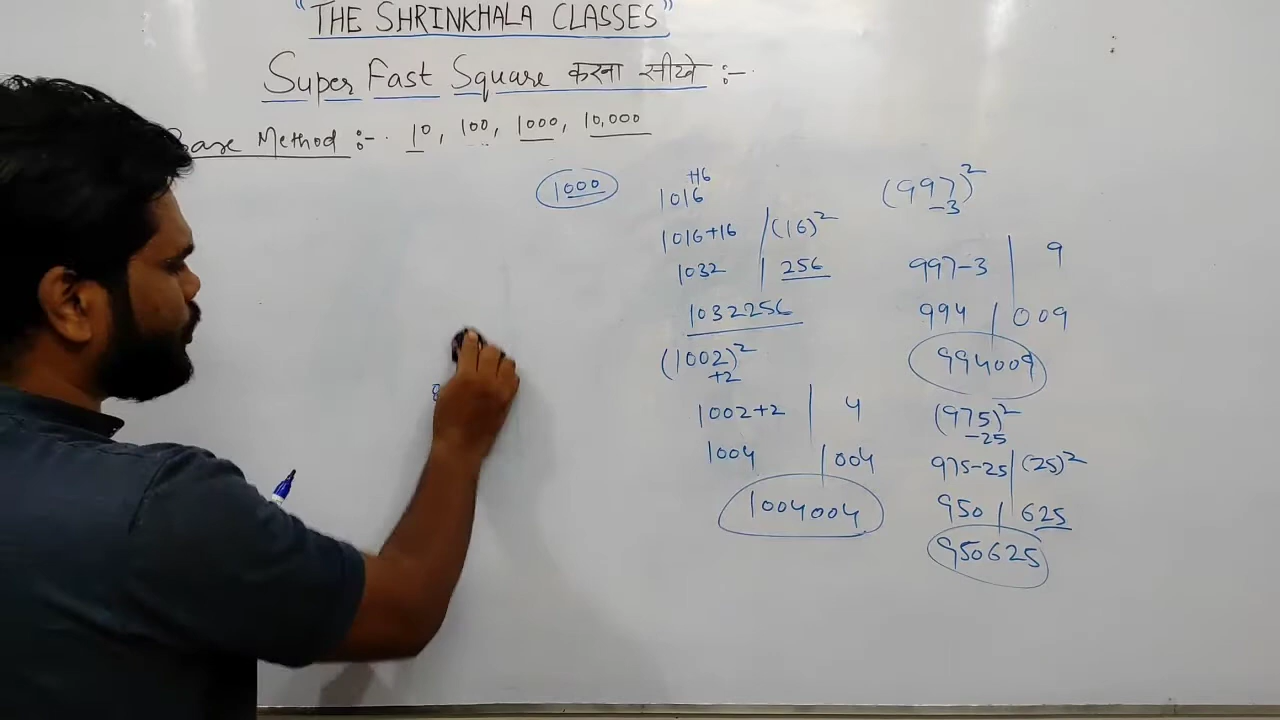 "THE SHRINKHALA CLASSES"
Super Fast Square करना सीखे :-
Base Method :- 10, 100, 1000, 10,000
1000
+16
1016
1016+16 | (16)²
1032 | 256
1032256
(1002)²
+2
1002+2 | 4
1004 | 004
1004004
(997)²
-3
997-3 | 9
994 | 009
994009
(975)²
-25
975-25 | (25)²
950 | 625
950625